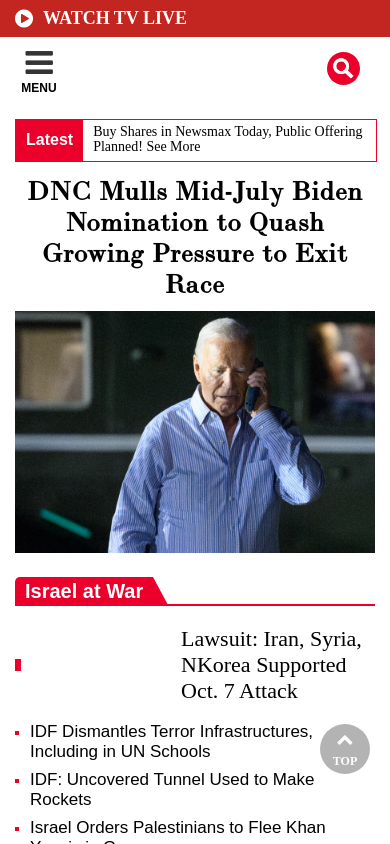 WATCH TV LIVE
MENU
Latest
Buy Shares in Newsmax Today, Public Offering
Planned! See More
DNC Mulls Mid-July Biden
Nomination to Quash
Growing Pressure to Exit
Race
Israel at War
Lawsuit: Iran, Syria,
NKorea Supported
Oct. 7 Attack
IDF Dismantles Terror Infrastructures,
Including in UN Schools
IDF: Uncovered Tunnel Used to Make
Rockets
TOP
Israel Orders Palestinians to Flee Khan